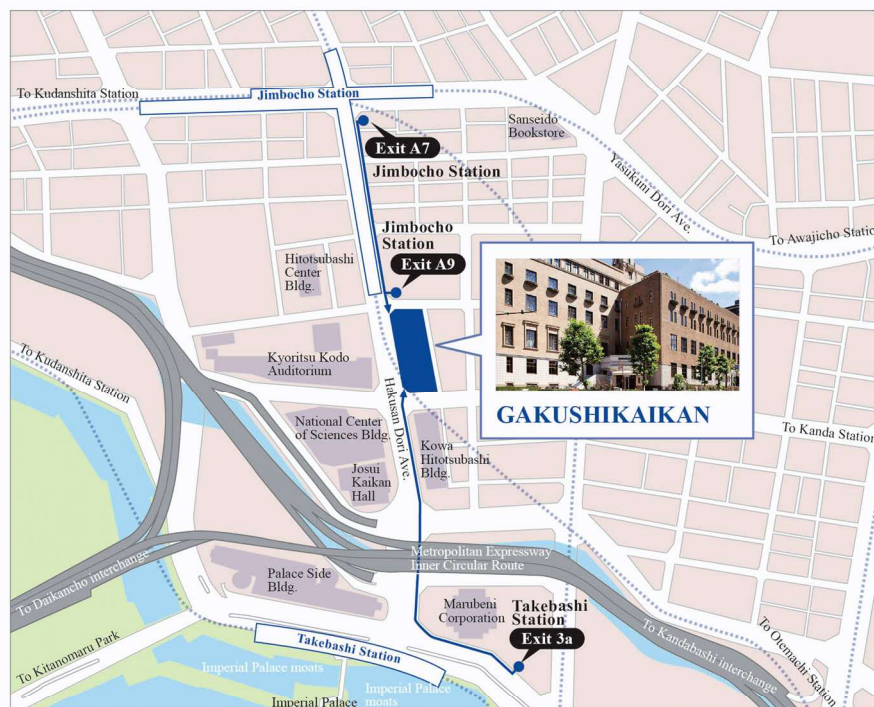 To Kudanshita Station
Jimbocho Station
Sanseido
Bookstore
Exit A7
Jimbocho Station
Yasukuni Dori Ave.
Jimbocho
Station
To Awajicho Station
Hitotsubashi
Center
Bldg.
Exit A9
To Kudanshita Station
Kyoritsu Kodo
Auditorium
Hakusan Dori Ave.
GAKUSHIKAIKAN
National Center
of Sciences Bldg.
Kowa
Hitotsubashi
Bldg.
To Kanda Station
Josui
Kaikan
Hall
Metropolitan Expressway
Inner Circular Route
To Daikancho interchange
Palace Side
Bldg.
Marubeni
Corporation
Takebashi
Station
Exit 3a
To Kandabashi interchange
To Otemachi Station
Takebashi Station
To Kitanomaru Park
Imperial Palace moats
Imperial Palace
moats
Imperial Palace